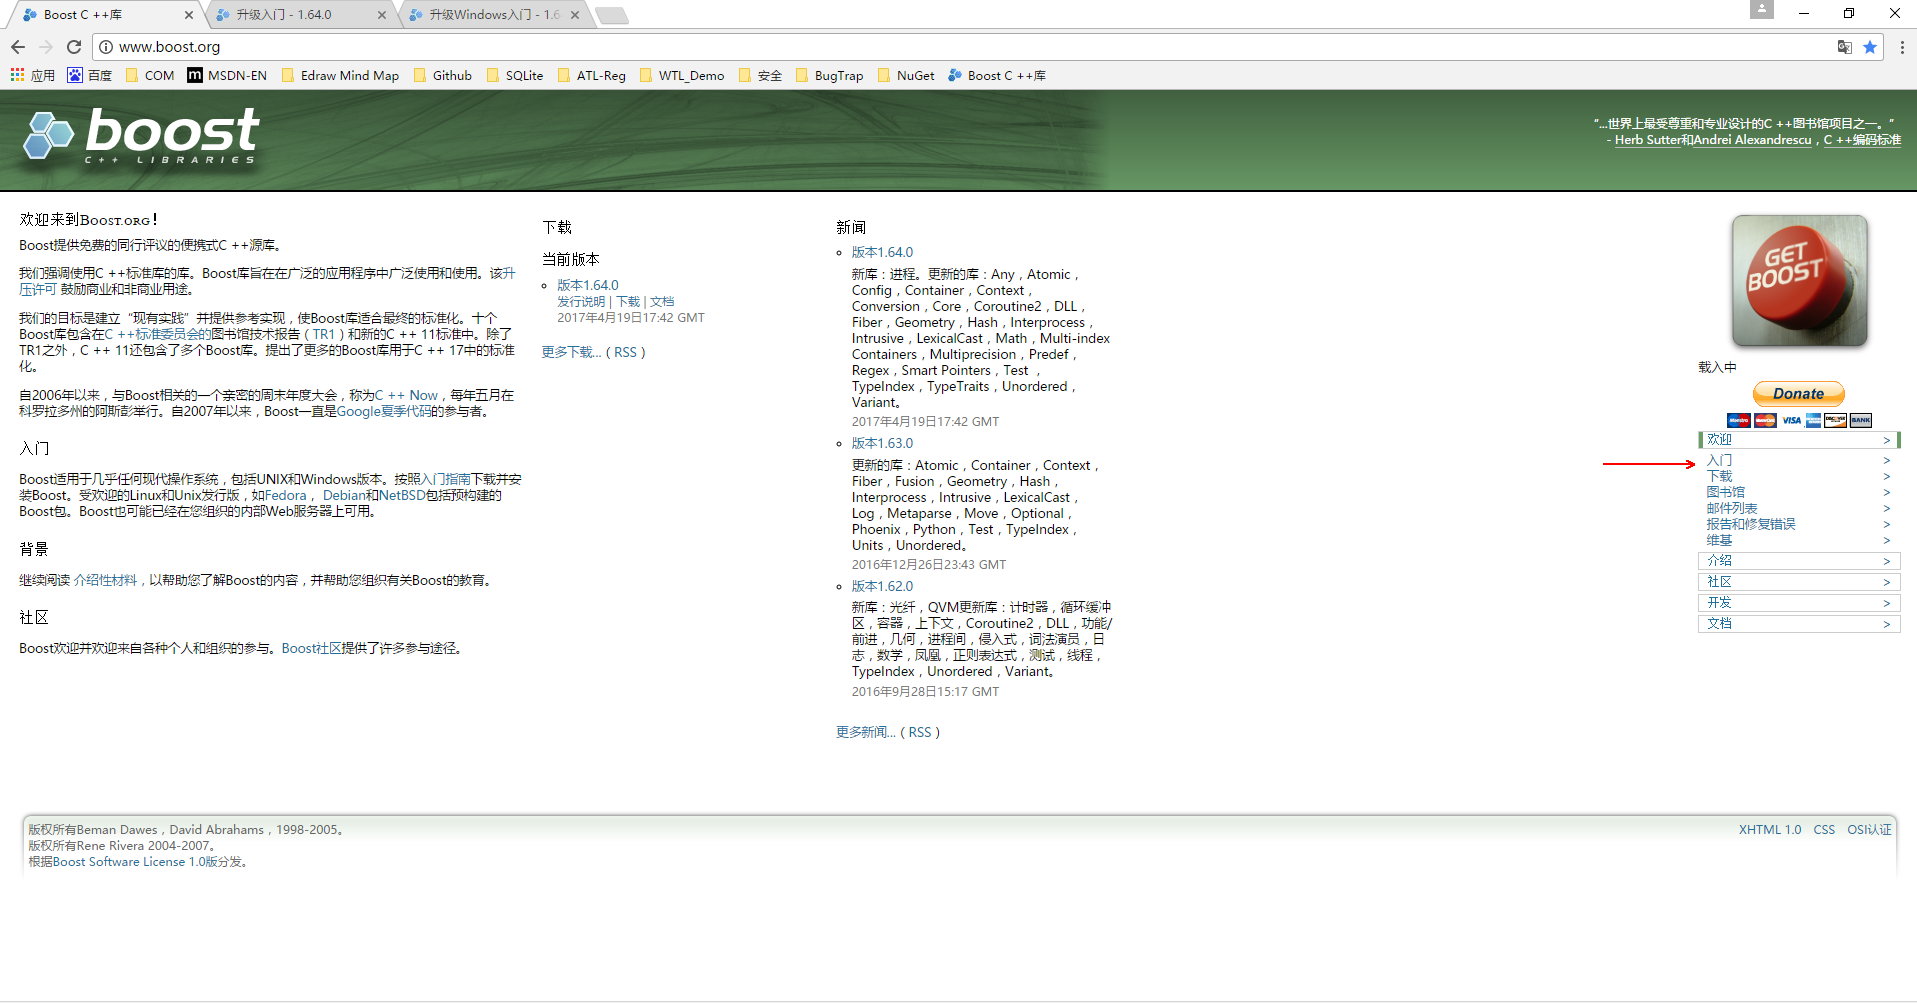 Boost C ++库
升级入门 - 1.64.0
升级Windows入门 - 1.6
www.boost.org
应用 百度 COM MSDN-EN Edraw Mind Map Github SQLite ATL-Reg WTL_Demo 安全 BugTrap NuGet Boost C ++库
boost
C++ LIBRARIES
“...世界上最受尊重和专业设计的C ++图书馆项目之一。”
- Herb Sutter和Andrei Alexandrescu，C ++编码标准
欢迎来到Boost.org！
Boost提供免费的同行评议的便携式C ++源库。
我们强调使用C ++标准库的库。Boost库旨在在广泛的应用程序中广泛使用和使用。该升
压许可 鼓励商业和非商业用途。
我们的目标是建立“现有实践”并提供参考实现，使Boost库适合最终的标准化。十个
Boost库包含在C ++标准委员会的图书馆技术报告（TR1）和新的C ++ 11标准中。除了
TR1之外，C ++ 11还包含了多个Boost库。提出了更多的Boost库用于C ++ 17中的标准
化。
自2006年以来，与Boost相关的一个亲密的周末年度大会，称为C ++ Now，每年五月在
科罗拉多州的阿斯彭举行。自2007年以来，Boost一直是Google夏季代码的参与者。
入门
Boost适用于几乎任何现代操作系统，包括UNIX和Windows版本。按照入门指南下载并安
装Boost。受欢迎的Linux和Unix发行版，如Fedora， Debian和NetBSD包括预构建的
Boost包。Boost也可能已经在您组织的内部Web服务器上可用。
背景
继续阅读 介绍性材料，以帮助您了解Boost的内容，并帮助您组织有关Boost的教育。
社区
Boost欢迎并欢迎来自各种个人和组织的参与。Boost社区提供了许多参与途径。
下载
当前版本
版本1.64.0
发行说明 | 下载 | 文档
2017年4月19日17:42 GMT
更多下载...（RSS）
新闻
版本1.64.0
新库：进程。更新的库：Any，Atomic，
Config，Container，Context，
Conversion，Core，Coroutine2，DLL，
Fiber，Geometry，Hash，Interprocess，
Intrusive，LexicalCast，Math，Multi-index
Containers，Multiprecision，Predef，
Regex，Smart Pointers，Test ，
TypeIndex，TypeTraits，Unordered，
Variant。
2017年4月19日17:42 GMT
版本1.63.0
更新的库：Atomic，Container，Context，
Fiber，Fusion，Geometry，Hash，
Interprocess，Intrusive，LexicalCast，
Log，Metaparse，Move，Optional，
Phoenix，Python，Test，TypeIndex，
Units，Unordered。
2016年12月26日23:43 GMT
版本1.62.0
新库：光纤，QVM更新库：计时器，循环缓冲
区，容器，上下文，Coroutine2，DLL，功能/
前进，几何，进程间，侵入式，词法演员，日
志，数学，凤凰，正则表达式，测试，线程，
TypeIndex，Unordered，Variant。
2016年9月28日15:17 GMT
更多新闻...（RSS）
GET
BOOST
载入中
Donate
Maestro MasterCard VISA DISCOVER BANK
欢迎 >
入门 >
下载 >
图书馆 >
邮件列表 >
报告和修复错误 >
维基 >
介绍 >
社区 >
开发 >
文档 >
版权所有Beman Dawes，David Abrahams，1998-2005。
版权所有Rene Rivera 2004-2007。
根据Boost Software License 1.0版分发。
XHTML 1.0 CSS OSI认证